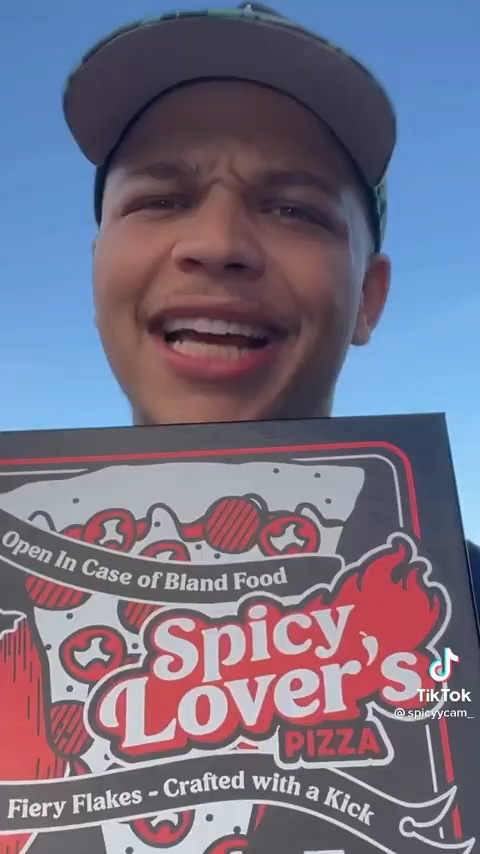 Open In Case of Bland Food
Spicy
Lover's
PIZZA
TikTok
@spicyycam_
Fiery Flakes - Crafted with a Kick